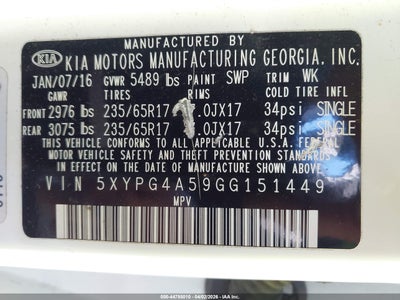 MANUFACTURED BY
KIA KIA MOTORS MANUFACTURING GEORGIA, INC.
JAN/07/16 GVWR 5489 lbs PAINT SWP TRIM WK
GAWR TIRES RIMS COLD TIRE INFL
FRONT 2976 lbs 235/65R17 .0JX17 34psi SINGLE
REAR 3075 lbs 235/65R17 .0JX17 34psi SINGLE
THIS VEHICLE CONFORMS TO ALL APPLICABLE U.S.A. FEDERAL
MOTOR VEHICLE SAFETY STANDARDS IN
EFFECT ON THE DATE OF MANUFACTURE SHOWN ABOVE.
VIN 5XYPG4A59GG151449
MPV